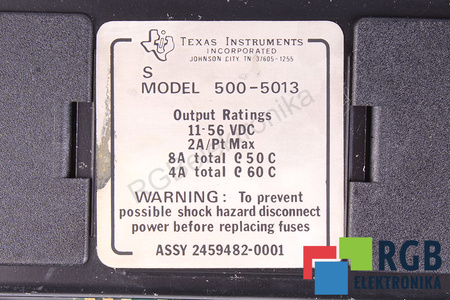 TEXAS INSTRUMENTS
INCORPORATED
JOHNSON CITY, TN 37605-1255
S
MODEL 500-5013
Output Ratings
11-56 VDC
2A/Pt Max
8A total @ 50 C
4A total @ 60 C
WARNING: To prevent
possible shock hazard disconnect
power before replacing fuses
ASSY 2459482-0001
RGB elektronika
RGB
ELEKTRONIKA